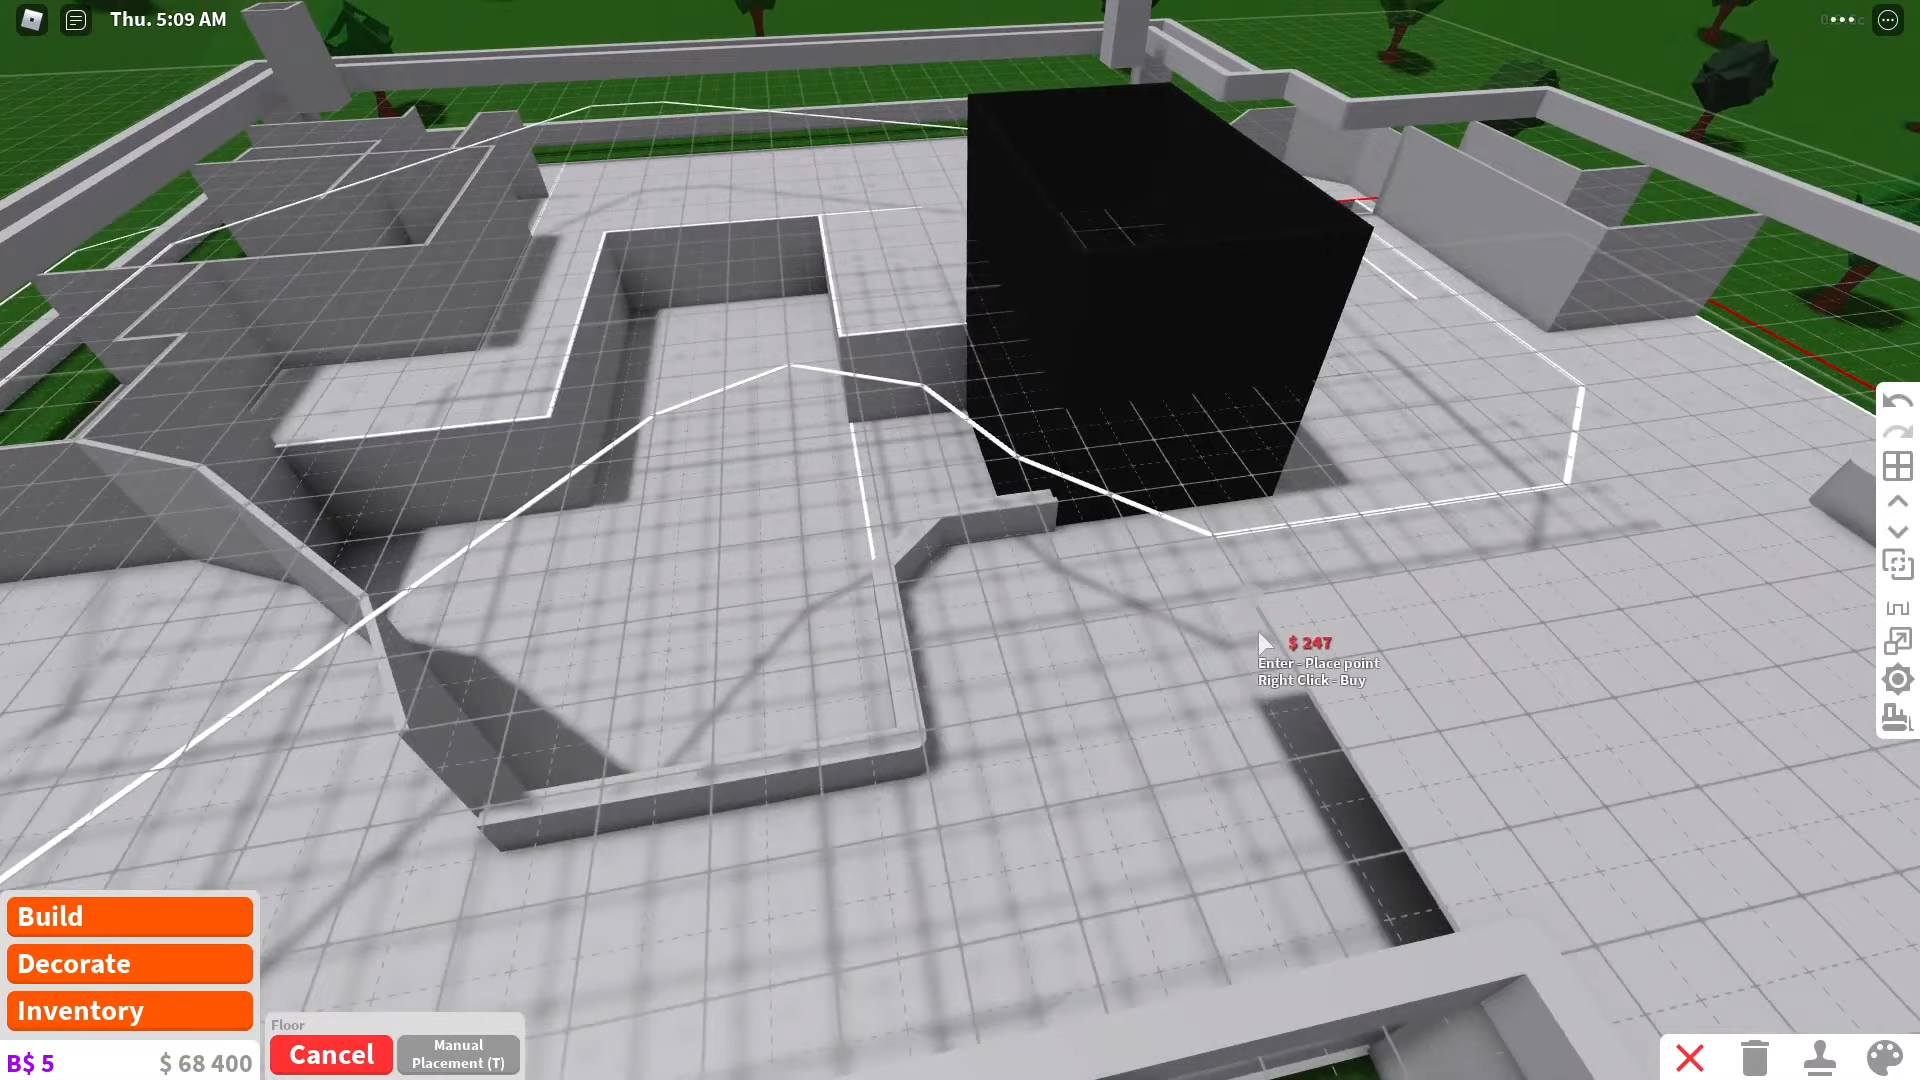 Thu. 5:09 AM
$ 247
Enter - Place point
Right Click - Buy
Build
Decorate
Inventory
B$ 5
$ 68 400
Floor
Cancel
Manual
Placement (T)